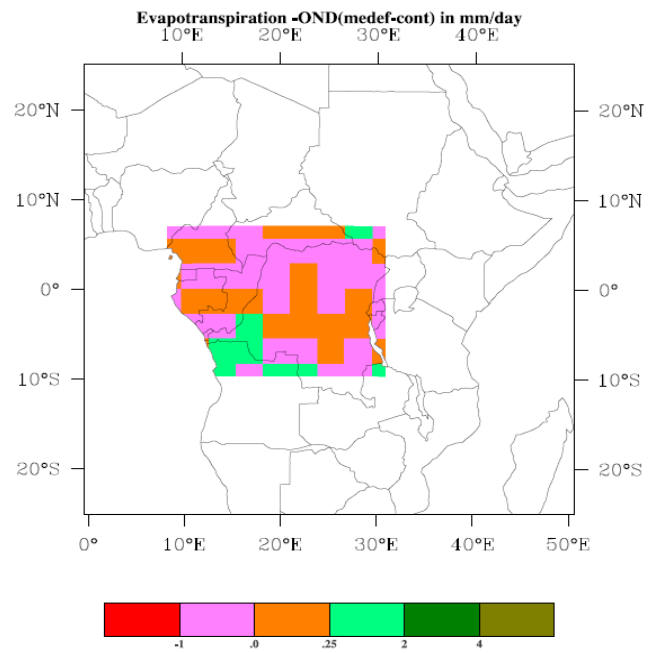 Evapotranspiration -OND(medef-cont) in mm/day
10°E 20°E 30°E 40°E
20°N 20°N
10°N 10°N
0° 0°
10°S 10°S
20°S 20°S
0° 10°E 20°E 30°E 40°E 50°E
-1 .0 .25 2 4